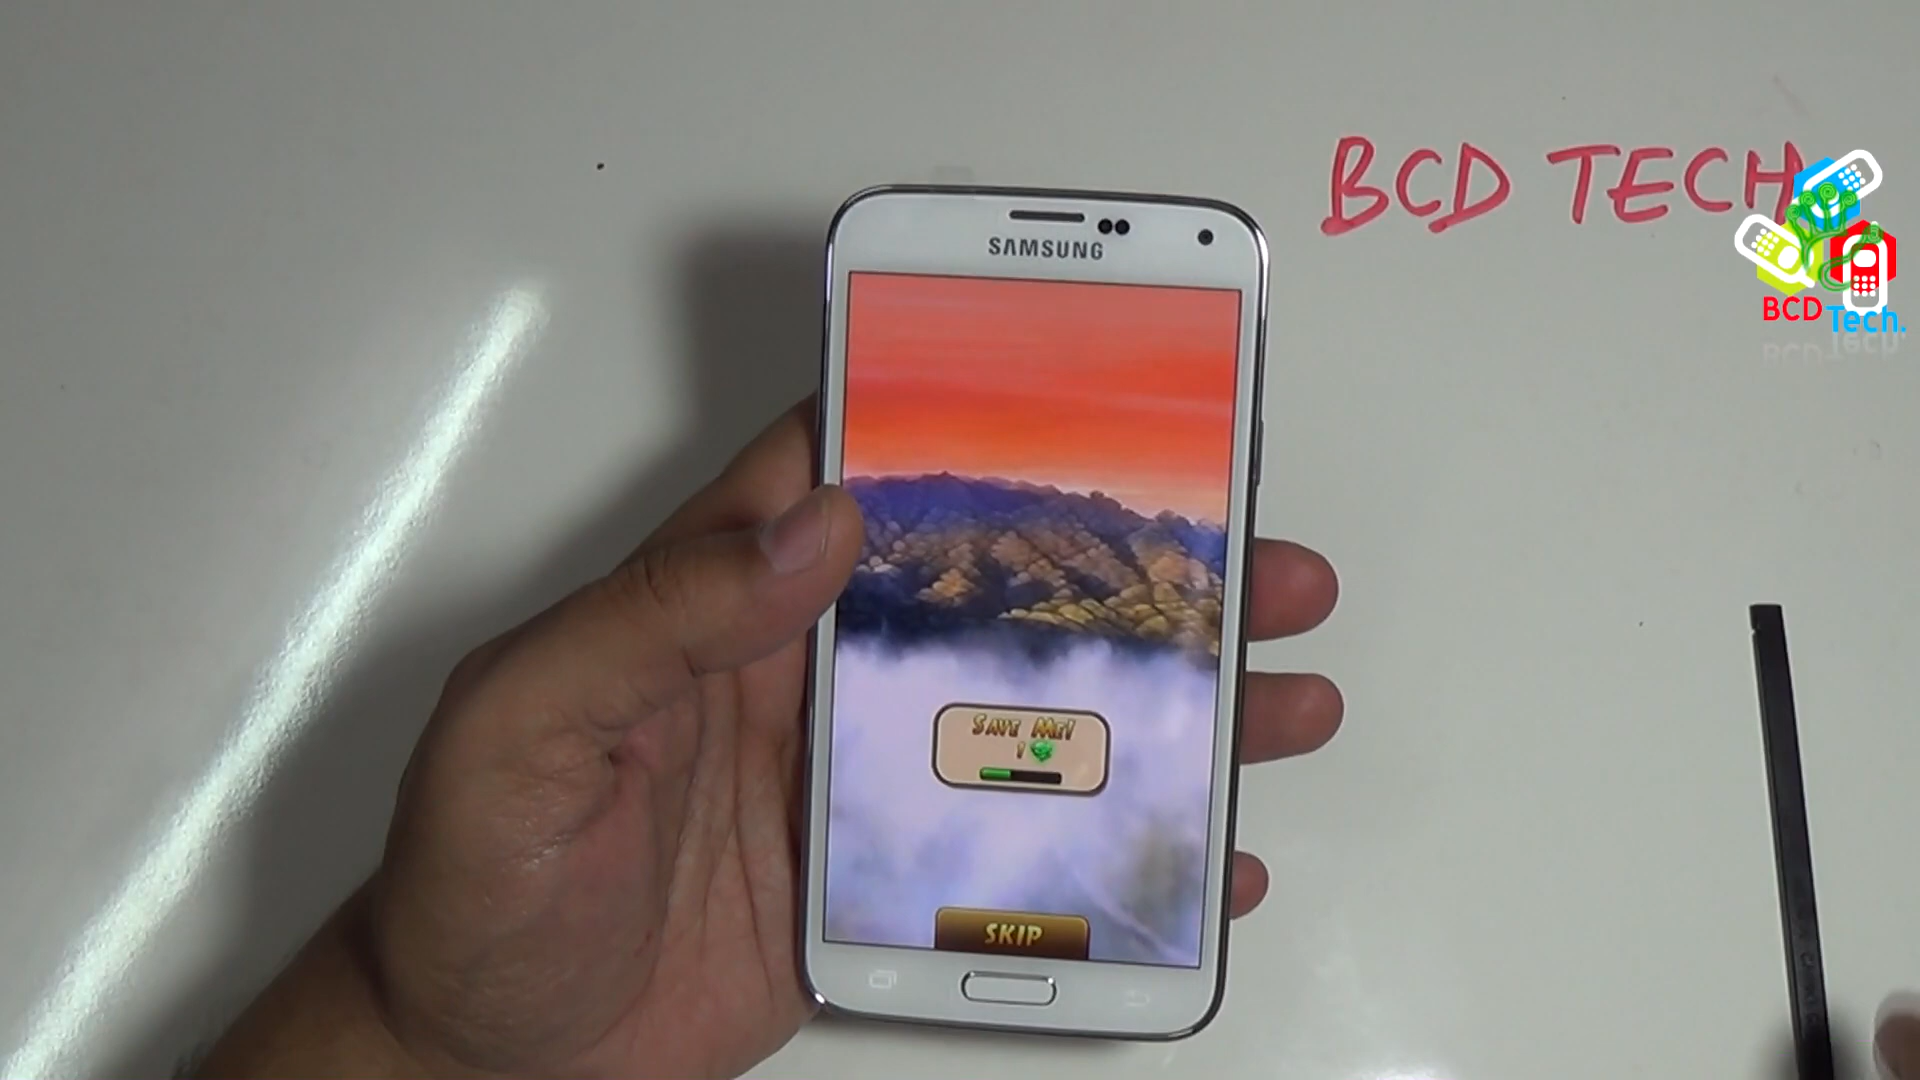 BCD TECH
BCD Tech.
SAMSUNG
SAVE ME!
1
SKIP